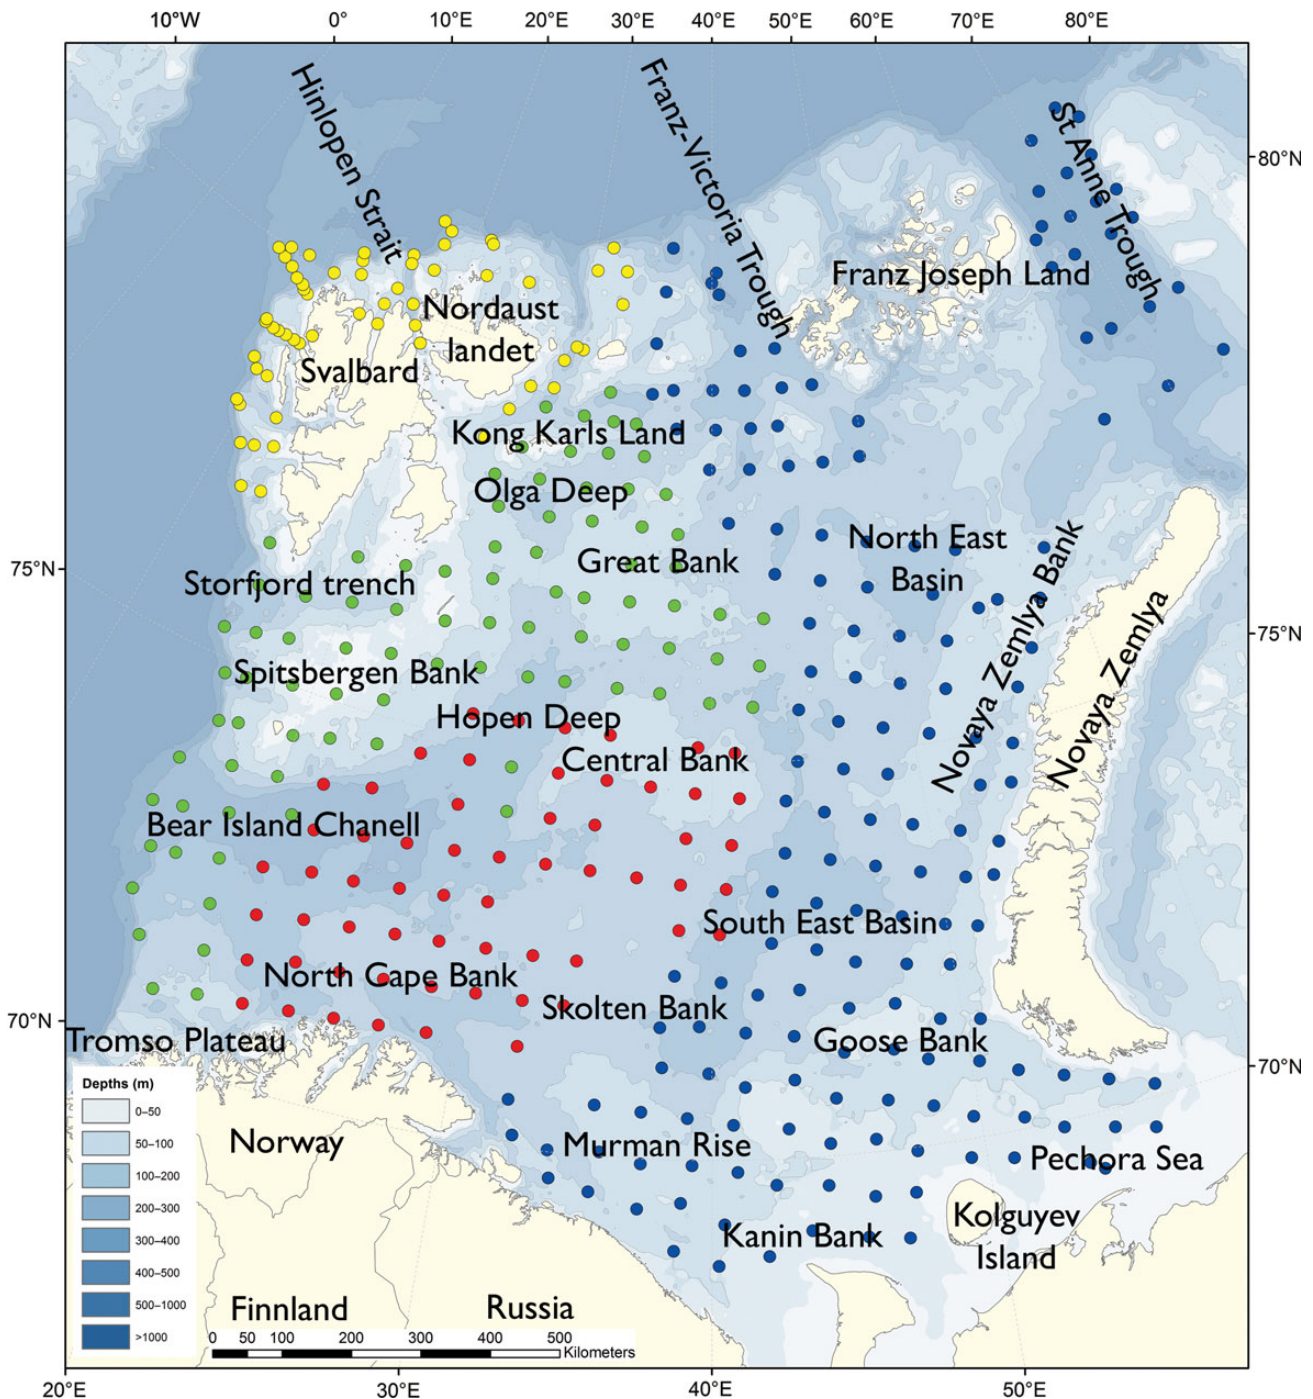 10°W 0° 10°E 20°E 30°E 40°E 50°E 60°E 70°E 80°E
Hinlopen Strait
Franz-Victoria Trough
St Anne Trough
80°N
Franz Joseph Land
Nordaust
landet
Svalbard
Kong Karls Land
Olga Deep
North East
Basin
Great Bank
75°N
Storfjord trench
75°N
Novaya Zemlya Bank
Novaya Zemlya
Spitsbergen Bank
Hopen Deep
Central Bank
Bear Island Chanell
South East Basin
North Cape Bank
Skolten Bank
70°N
Tromso Plateau
Goose Bank
70°N
Depths (m)
0–50
50–100
100–200
200–300
300–400
400–500
500–1000
>1000
Norway
Murman Rise
Pechora Sea
Kolguyev
Island
Kanin Bank
Finnland
Russia
0 50 100 200 300 400 500
Kilometers
20°E 30°E 40°E 50°E